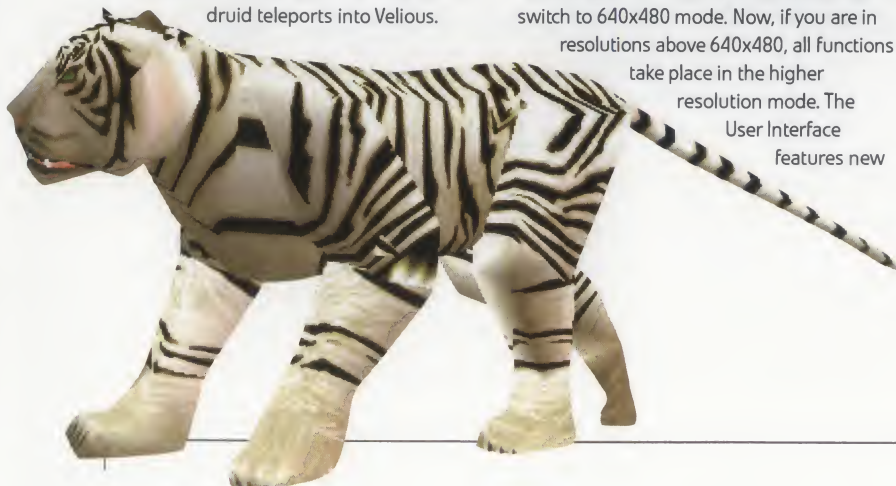 druid teleports into Velious.
switch to 640x480 mode. Now, if you are in
resolutions above 640x480, all functions
take place in the higher
resolution mode. The
User Interface
features new